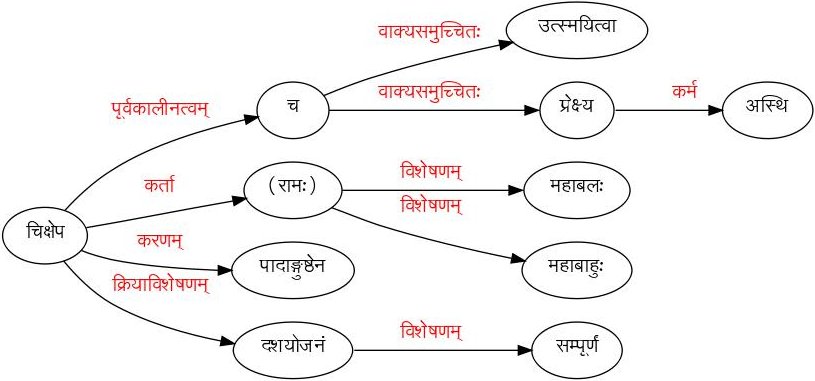 वाक्यसमुच्चितः
उत्स्मयित्वा
पूर्वकालीनत्वम्
च
वाक्यसमुच्चितः
प्रेक्ष्य
कर्म
अस्थि
कर्ता
(रामः)
विशेषणम्
महाबलः
विशेषणम्
चिक्षेप
करणम्
पादाङ्गुष्ठेन
महाबाहुः
क्रियाविशेषणम्
दशयोजनं
विशेषणम्
सम्पूर्णं